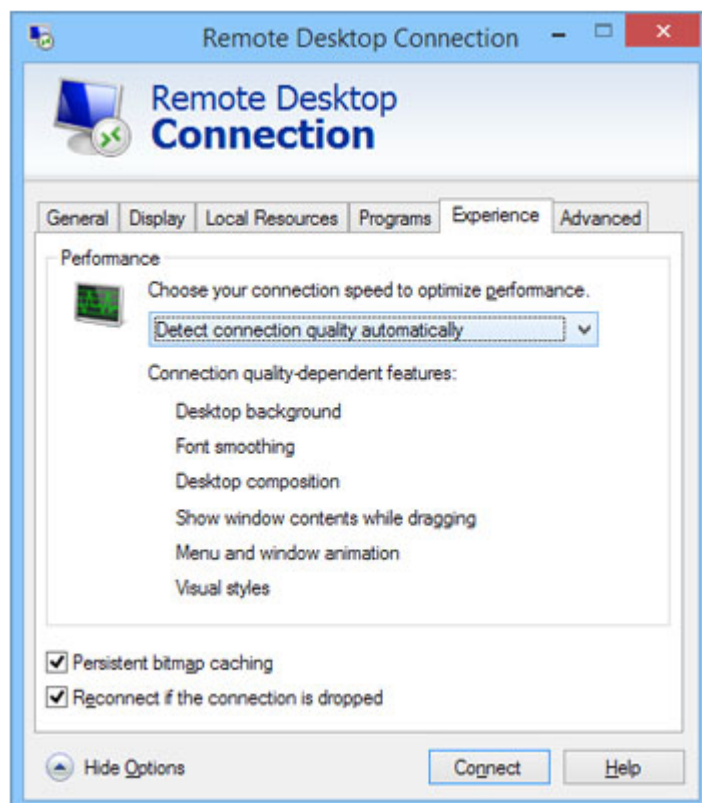 Remote Desktop Connection
Remote Desktop
Connection
General Display Local Resources Programs Experience Advanced
Performance
Choose your connection speed to optimize performance.
Detect connection quality automatically
Connection quality-dependent features:
Desktop background
Font smoothing
Desktop composition
Show window contents while dragging
Menu and window animation
Visual styles
Persistent bitmap caching
Reconnect if the connection is dropped
Hide Options Connect Help